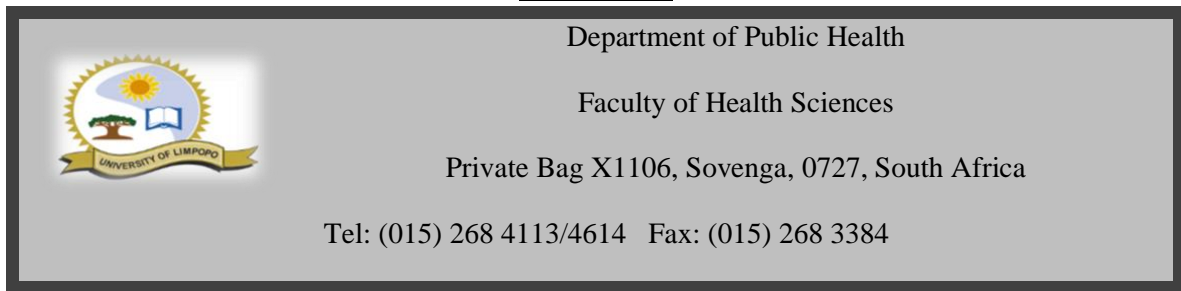 Department of Public Health
Faculty of Health Sciences
UNIVERSITY OF LIMPOPO
Private Bag X1106, Sovenga, 0727, South Africa
Tel: (015) 268 4113/4614 Fax: (015) 268 3384